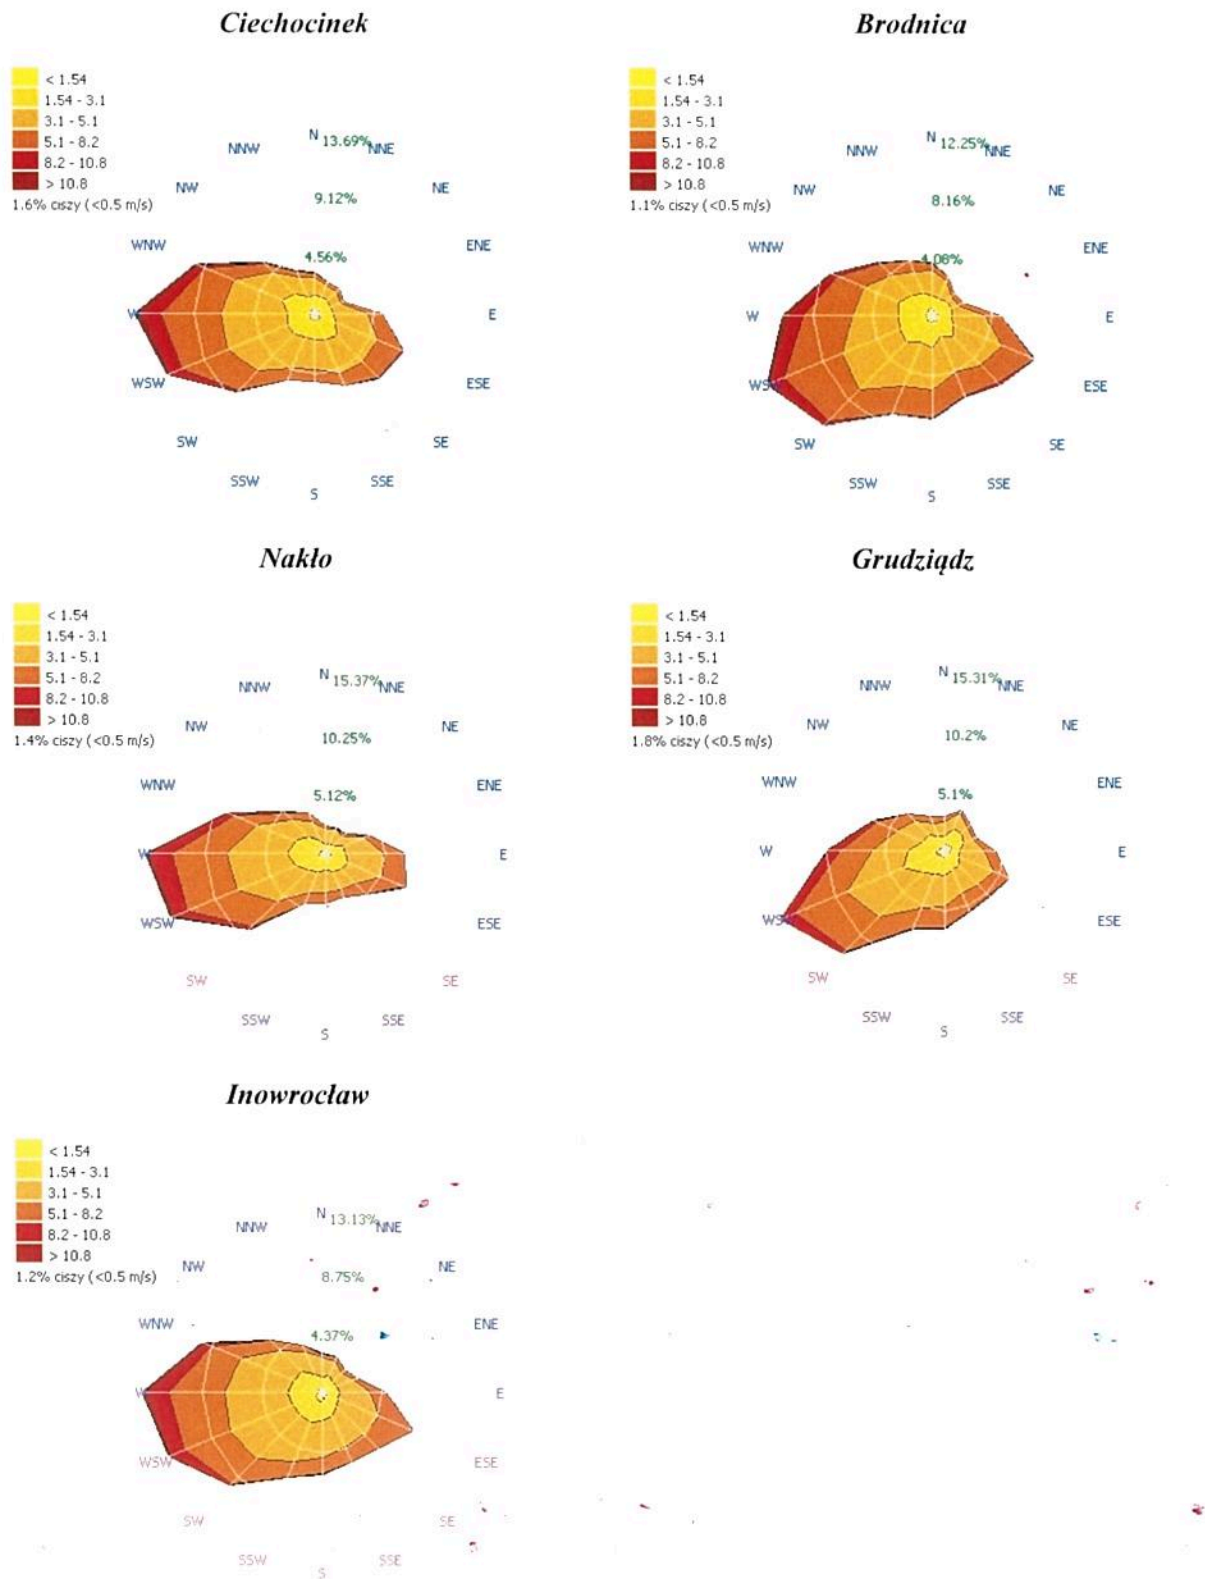 Ciechocinek
< 1.54
1.54 - 3.1
3.1 - 5.1
5.1 - 8.2
8.2 - 10.8
> 10.8
1.6% ciszy (<0.5 m/s)
N 13.69% NNE
NNW
NW
NE
9.12%
WNW
ENE
4.56%
W
E
WSW
ESE
SW
SE
SSW
SSE
S
Brodnica
< 1.54
1.54 - 3.1
3.1 - 5.1
5.1 - 8.2
8.2 - 10.8
> 10.8
1.1% ciszy (<0.5 m/s)
N 12.25% NNE
NNW
NW
NE
8.16%
WNW
ENE
4.08%
W
E
WSW
ESE
SW
SE
SSW
SSE
S
Nakło
< 1.54
1.54 - 3.1
3.1 - 5.1
5.1 - 8.2
8.2 - 10.8
> 10.8
1.4% ciszy (<0.5 m/s)
N 15.37% NNE
NNW
NW
NE
10.25%
WNW
ENE
5.12%
W
E
WSW
ESE
SW
SE
SSW
SSE
S
Grudziądz
< 1.54
1.54 - 3.1
3.1 - 5.1
5.1 - 8.2
8.2 - 10.8
> 10.8
1.8% ciszy (<0.5 m/s)
N 15.31% NNE
NNW
NW
NE
10.2%
WNW
ENE
5.1%
W
E
WSW
ESE
SW
SE
SSW
SSE
S
Inowrocław
< 1.54
1.54 - 3.1
3.1 - 5.1
5.1 - 8.2
8.2 - 10.8
> 10.8
1.2% ciszy (<0.5 m/s)
N 13.13% NNE
NNW
NW
NE
8.75%
WNW
ENE
4.37%
W
E
WSW
ESE
SW
SE
SSW
SSE
S